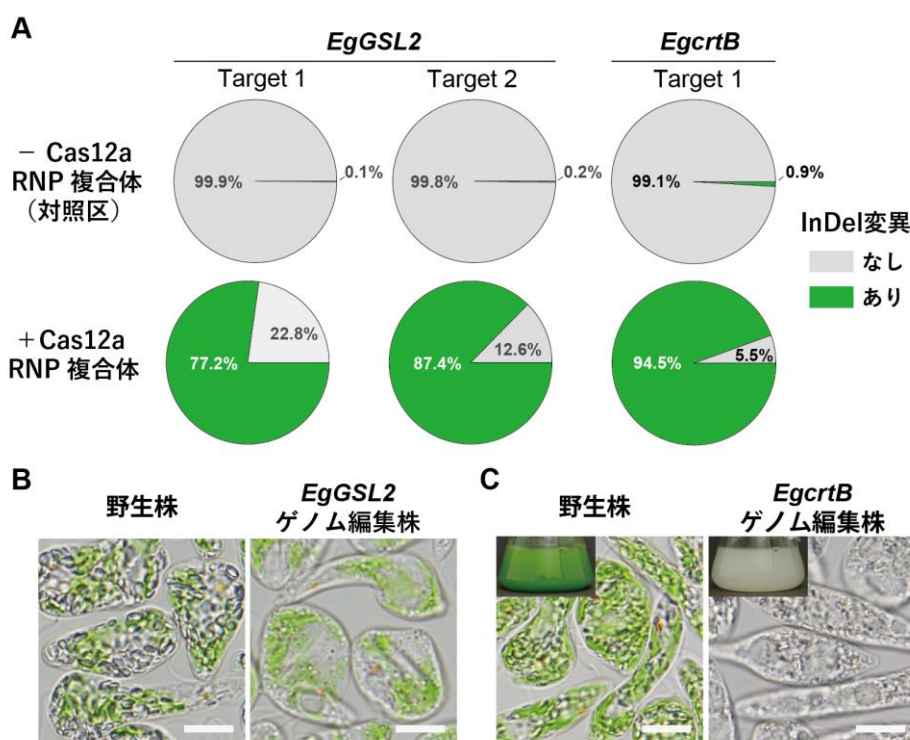 A
EgGSL2
EgcrtB
Target 1
Target 2
Target 1
− Cas12a
RNP 複合体
（対照区）
99.9%
0.1%
99.8%
0.2%
99.1%
0.9%
InDel変異
なし
あり
+Cas12a
RNP 複合体
77.2%
22.8%
87.4%
12.6%
94.5%
5.5%
B
野生株
EgGSL2
ゲノム編集株
C
野生株
EgcrtB
ゲノム編集株